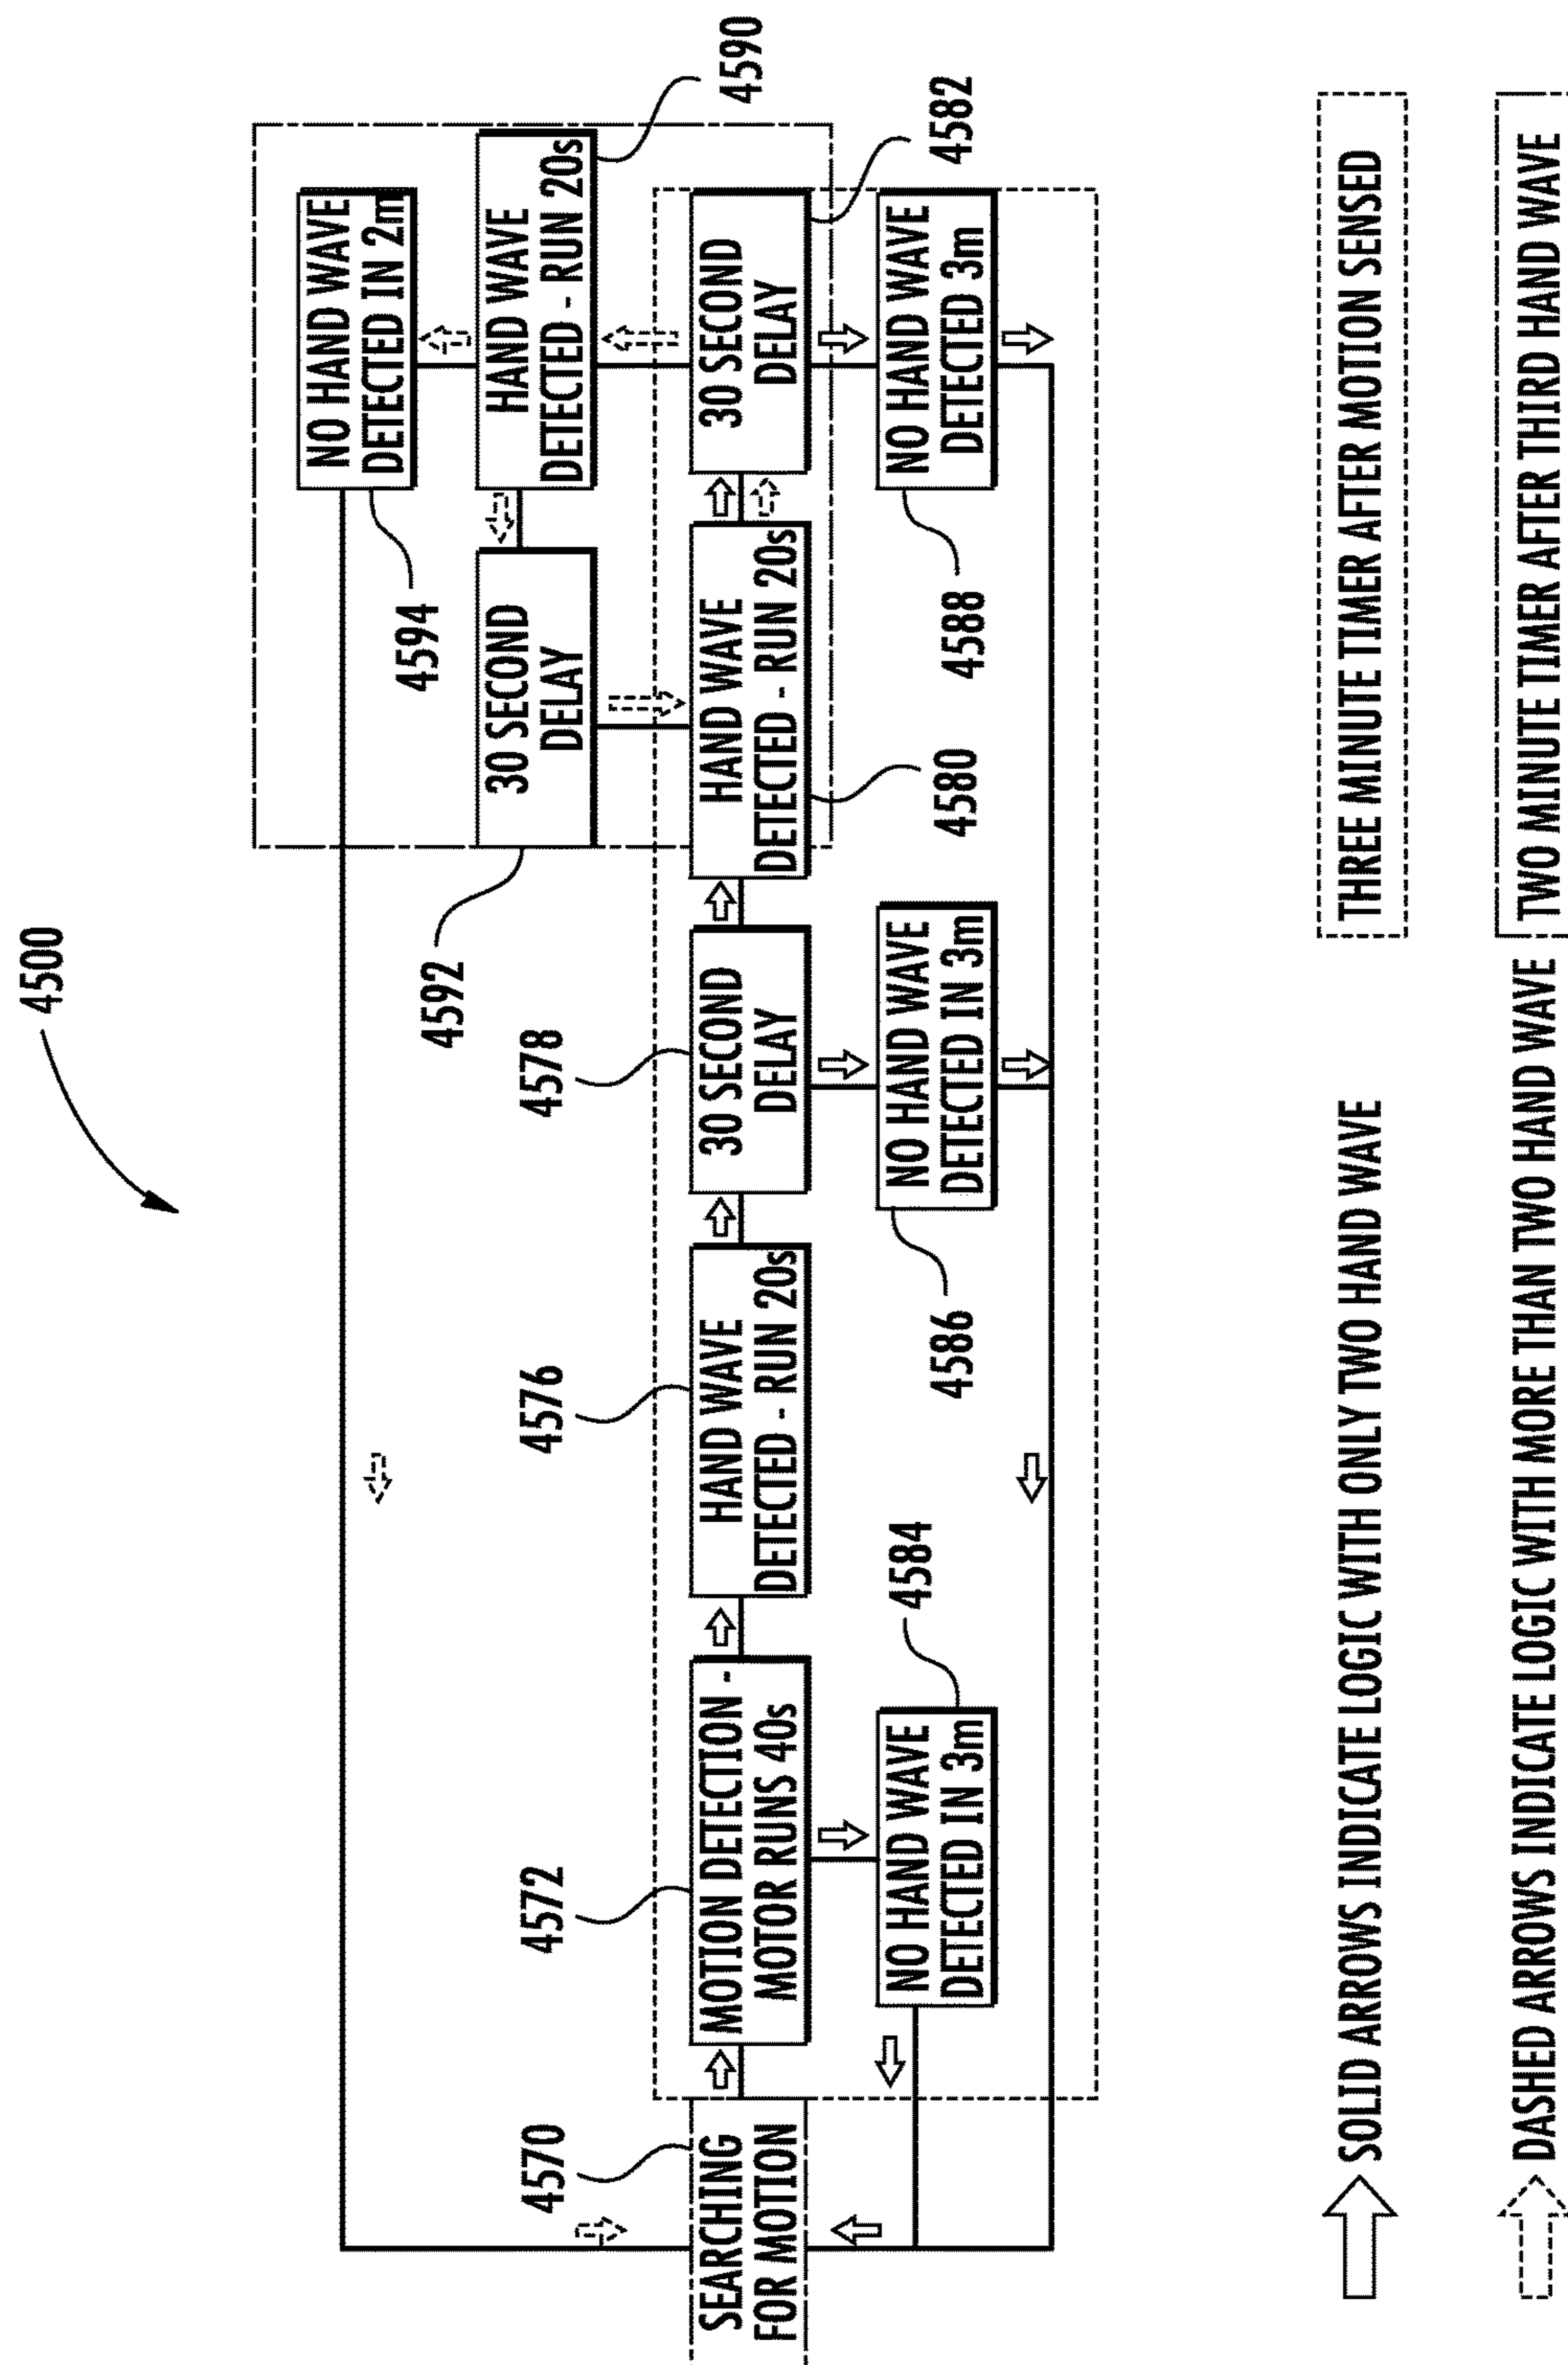 4500
NO HAND WAVE
DETECTED IN 2m
4594
30 SECOND
DELAY
4592
HAND WAVE
DETECTED - RUN 20s
4590
4570
SEARCHING
FOR MOTION
4572
MOTION DETECTION -
MOTOR RUNS 40s
4576
HAND WAVE
DETECTED - RUN 20s
4578
30 SECOND
DELAY
HAND WAVE
DETECTED - RUN 20s
4580
30 SECOND
DELAY
4582
NO HAND WAVE
DETECTED IN 3m
4584
NO HAND WAVE
DETECTED IN 3m
4586
NO HAND WAVE
DETECTED 3m
4588
SOLID ARROWS INDICATE LOGIC WITH ONLY TWO HAND WAVE
THREE MINUTE TIMER AFTER MOTION SENSED
DASHED ARROWS INDICATE LOGIC WITH MORE THAN TWO HAND WAVE
TWO MINUTE TIMER AFTER THIRD HAND WAVE